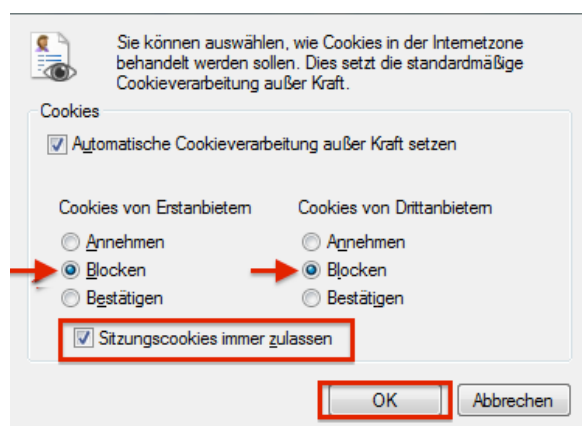 Sie können auswählen, wie Cookies in der Internetzone
behandelt werden sollen. Dies setzt die standardmäßige
Cookieverarbeitung außer Kraft.
Cookies
Automatische Cookieverarbeitung außer Kraft setzen
Cookies von Erstanbietern Cookies von Drittanbietern
Annehmen Annehmen
Blocken Blocken
Bestätigen Bestätigen
Sitzungscookies immer zulassen
OK Abbrechen